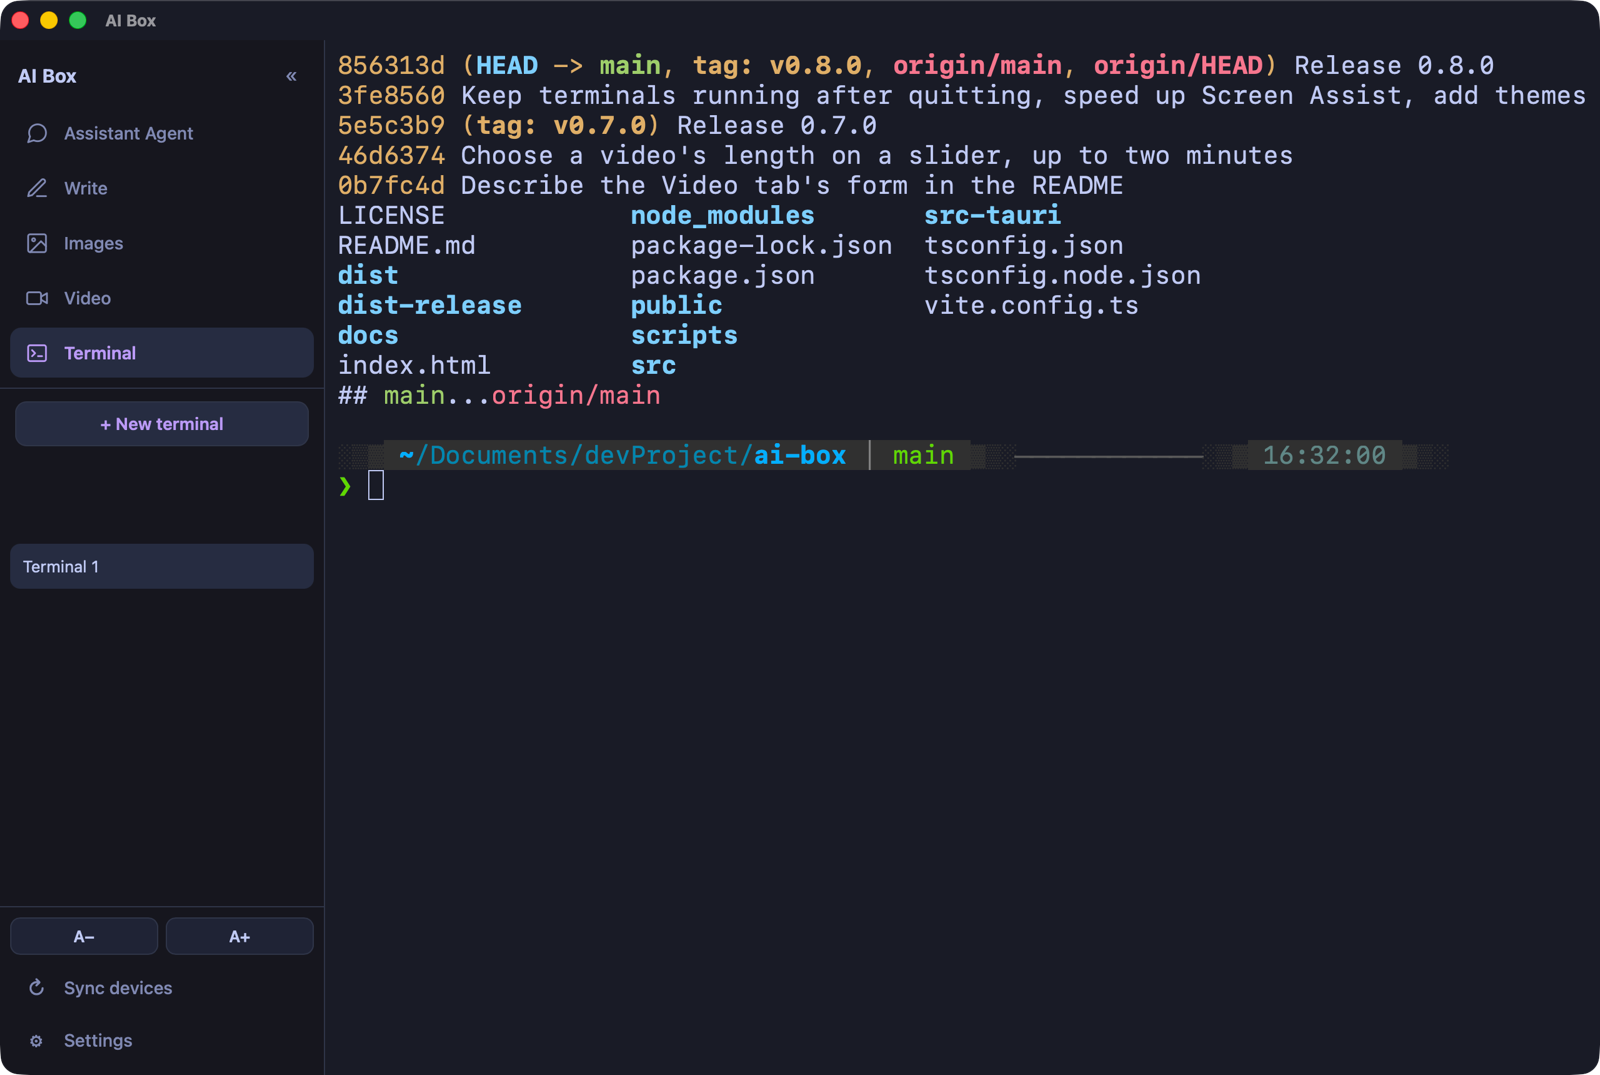 AI Box
AI Box «
Assistant Agent
Write
Images
Video
Terminal
+ New terminal
Terminal 1
A− A+
Sync devices
Settings
856313d (HEAD -> main, tag: v0.8.0, origin/main, origin/HEAD) Release 0.8.0
3fe8560 Keep terminals running after quitting, speed up Screen Assist, add themes
5e5c3b9 (tag: v0.7.0) Release 0.7.0
46d6374 Choose a video's length on a slider, up to two minutes
0b7fc4d Describe the Video tab's form in the README
LICENSE node_modules src-tauri
README.md package-lock.json tsconfig.json
dist package.json tsconfig.node.json
dist-release public vite.config.ts
docs scripts
index.html src
## main...origin/main
~/Documents/devProject/ai-box | main 16:32:00
❯